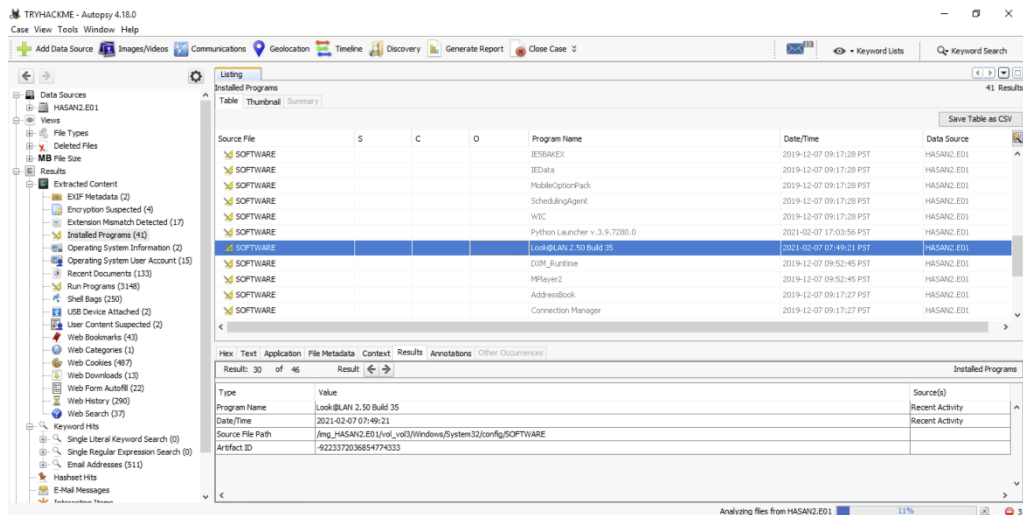 TRYHACKME - Autopsy 4.18.0
Case View Tools Window Help
Add Data Source Images/Videos Communications Geolocation Timeline Discovery Generate Report Close Case Keyword Lists Keyword Search
Data Sources
HASAN2.E01
Views
File Types
Deleted Files
MB File Size
Results
Extracted Content
EXIF Metadata (2)
Encryption Suspected (4)
Extension Mismatch Detected (17)
Installed Programs (41)
Operating System Information (2)
Operating System User Account (15)
Recent Documents (133)
Run Programs (3148)
Shell Bags (250)
USB Device Attached (2)
User Content Suspected (2)
Web Bookmarks (43)
Web Categories (1)
Web Cookies (487)
Web Downloads (13)
Web Form Autofill (22)
Web History (290)
Web Search (37)
Keyword Hits
Single Literal Keyword Search (0)
Single Regular Expression Search (0)
Email Addresses (511)
Hashset Hits
E-Mail Messages
Interesting Items
Listing
Installed Programs 41 Results
Table Thumbnail Summary
Save Table as CSV
Source File S C O Program Name Date/Time Data Source
SOFTWARE IE5BAKEX 2019-12-07 09:17:28 PST HASAN2.E01
SOFTWARE IEData 2019-12-07 09:17:28 PST HASAN2.E01
SOFTWARE MobileOptionPack 2019-12-07 09:17:28 PST HASAN2.E01
SOFTWARE SchedulingAgent 2019-12-07 09:17:28 PST HASAN2.E01
SOFTWARE WIC 2019-12-07 09:17:28 PST HASAN2.E01
SOFTWARE Python Launcher v.3.9.7280.0 2021-02-07 17:03:56 PST HASAN2.E01
SOFTWARE Look@LAN 2.50 Build 35 2021-02-07 07:49:21 PST HASAN2.E01
SOFTWARE DXM_Runtime 2019-12-07 09:52:45 PST HASAN2.E01
SOFTWARE MPlayer2 2019-12-07 09:52:45 PST HASAN2.E01
SOFTWARE AddressBook 2019-12-07 09:17:27 PST HASAN2.E01
SOFTWARE Connection Manager 2019-12-07 09:17:27 PST HASAN2.E01
Hex Text Application File Metadata Context Results Annotations Other Occurrences
Result: 30 of 46 Result Installed Programs
Type Value Source(s)
Program Name Look@LAN 2.50 Build 35 Recent Activity
Date/Time 2021-02-07 07:49:21 Recent Activity
Source File Path /img_HASAN2.E01/vol_vol3/Windows/System32/config/SOFTWARE
Artifact ID -9223372036854774333
Analyzing files from HASAN2.E01 11% 3